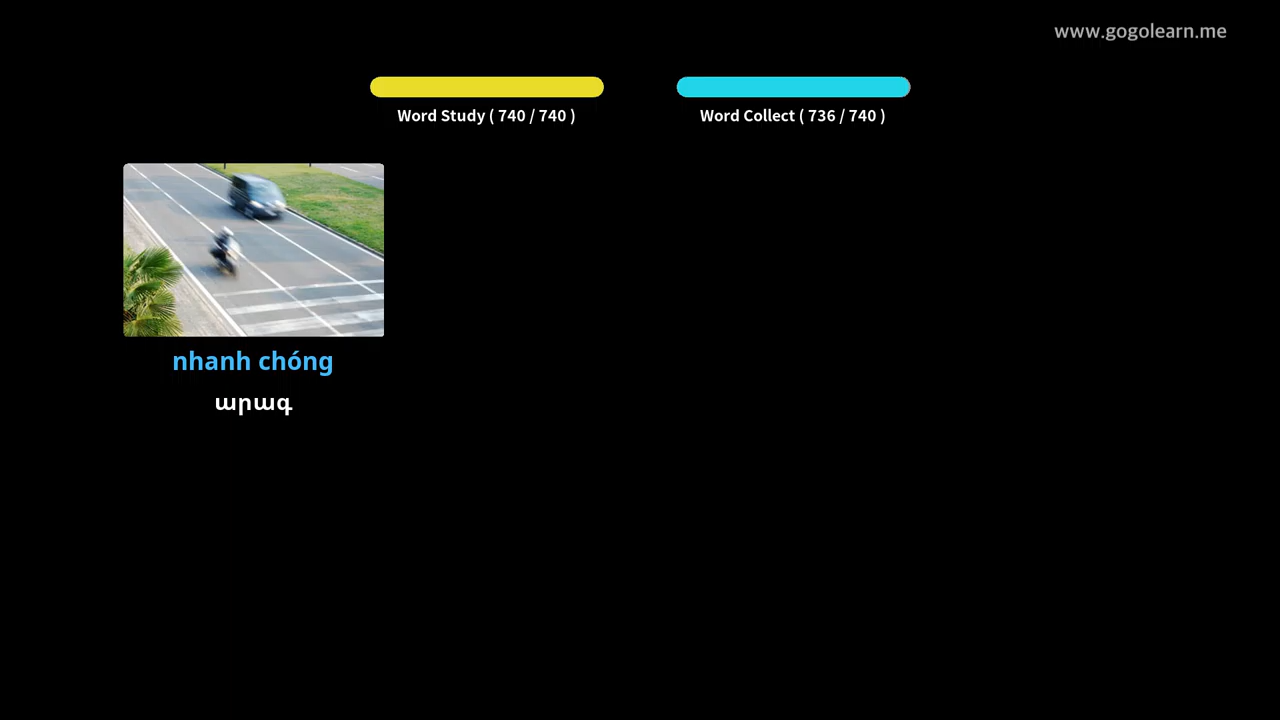 www.gogolearn.me
Word Study ( 740 / 740 )
Word Collect ( 736 / 740 )
nhanh chóng
արագ